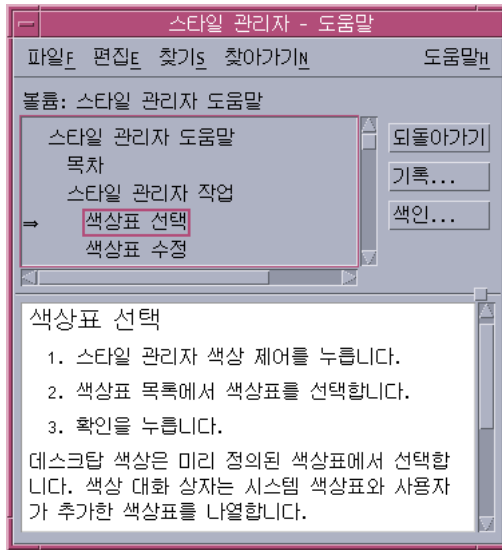 스타일 관리자 - 도움말
파일F 편집E 찾기S 찾아가기N 도움말H
볼륨: 스타일 관리자 도움말
스타일 관리자 도움말
목차
스타일 관리자 작업
⇒ 색상표 선택
색상표 수정
되돌아가기
기록...
색인...
색상표 선택
1. 스타일 관리자 색상 제어를 누릅니다.
2. 색상표 목록에서 색상표를 선택합니다.
3. 확인을 누릅니다.
데스크탑 색상은 미리 정의된 색상표에서 선택합
니다. 색상 대화 상자는 시스템 색상표와 사용자
가 추가한 색상표를 나열합니다.